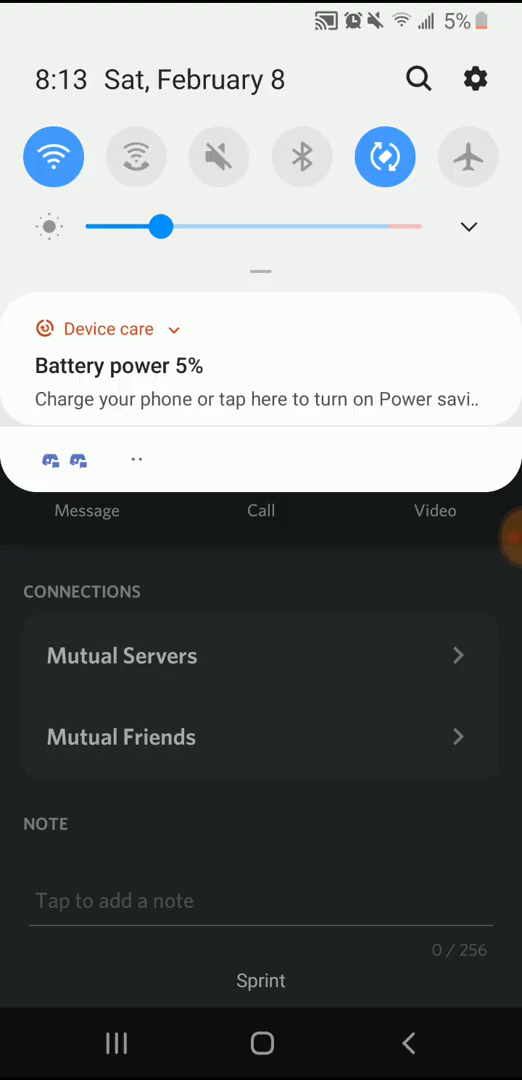 5%
8:13 Sat, February 8
Device care
Battery power 5%
Charge your phone or tap here to turn on Power savi..
Message Call Video
CONNECTIONS
Mutual Servers
Mutual Friends
NOTE
Tap to add a note
0 / 256
Sprint